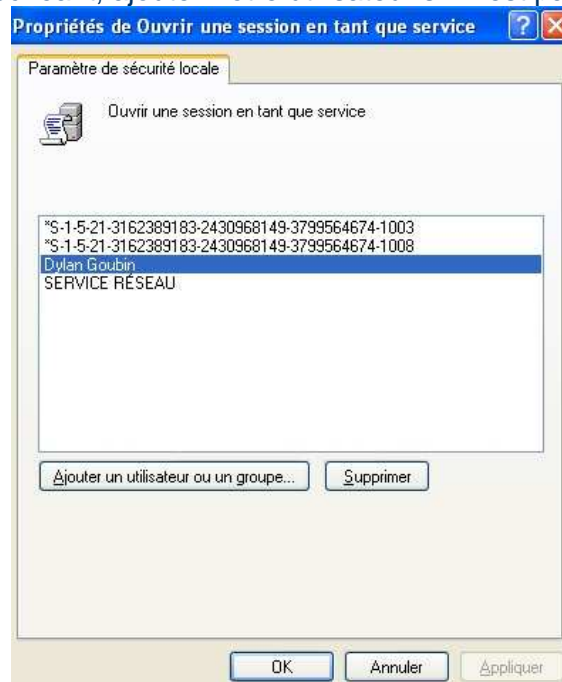 Propriétés de Ouvrir une session en tant que service
Paramètre de sécurité locale
Ouvrir une session en tant que service
*S-1-5-21-3162389183-2430968149-3799564674-1003
*S-1-5-21-3162389183-2430968149-3799564674-1008
Dylan Goubin
SERVICE RÉSEAU
Ajouter un utilisateur ou un groupe...
Supprimer
OK
Annuler
Appliquer